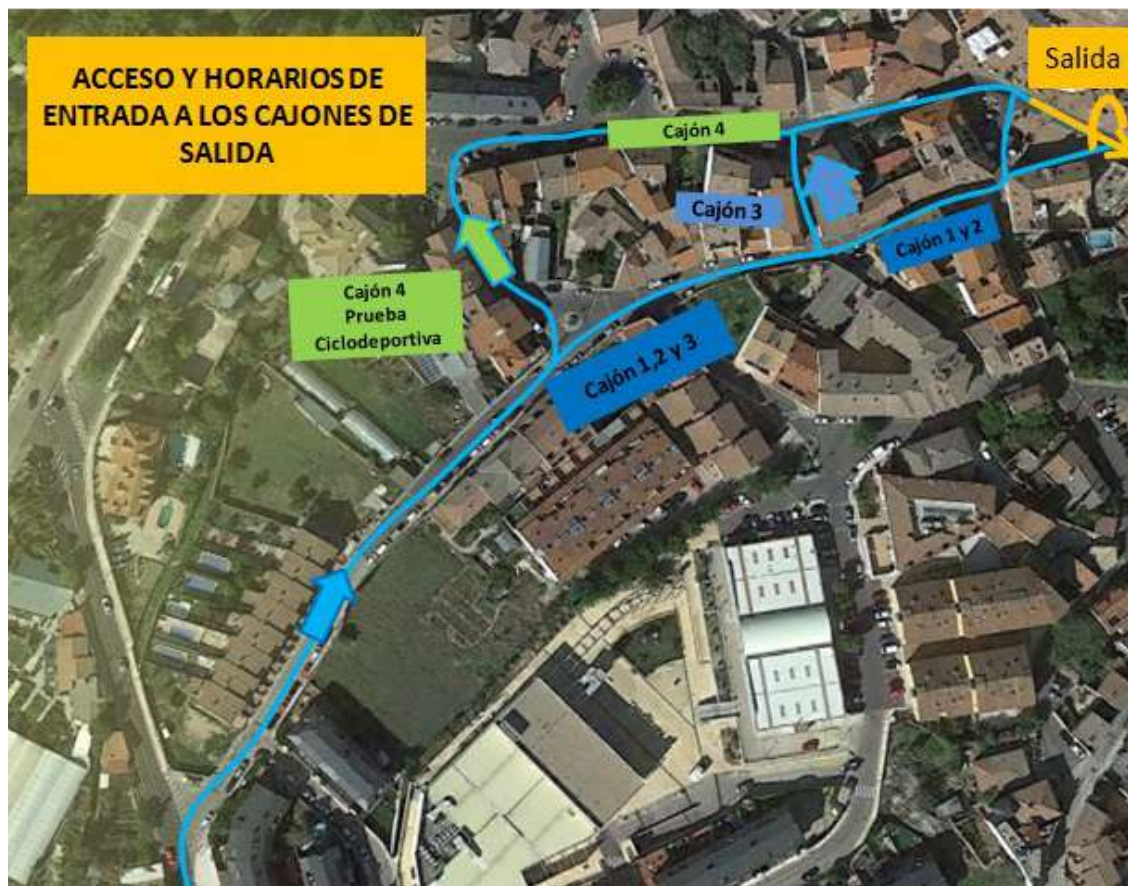 ACCESO Y HORARIOS DE
ENTRADA A LOS CAJONES DE
SALIDA
Salida
Cajón 4
Cajón 3
Cajón 1 y 2
Cajón 4
Prueba
Ciclodeportiva
Cajón 1,2 y 3